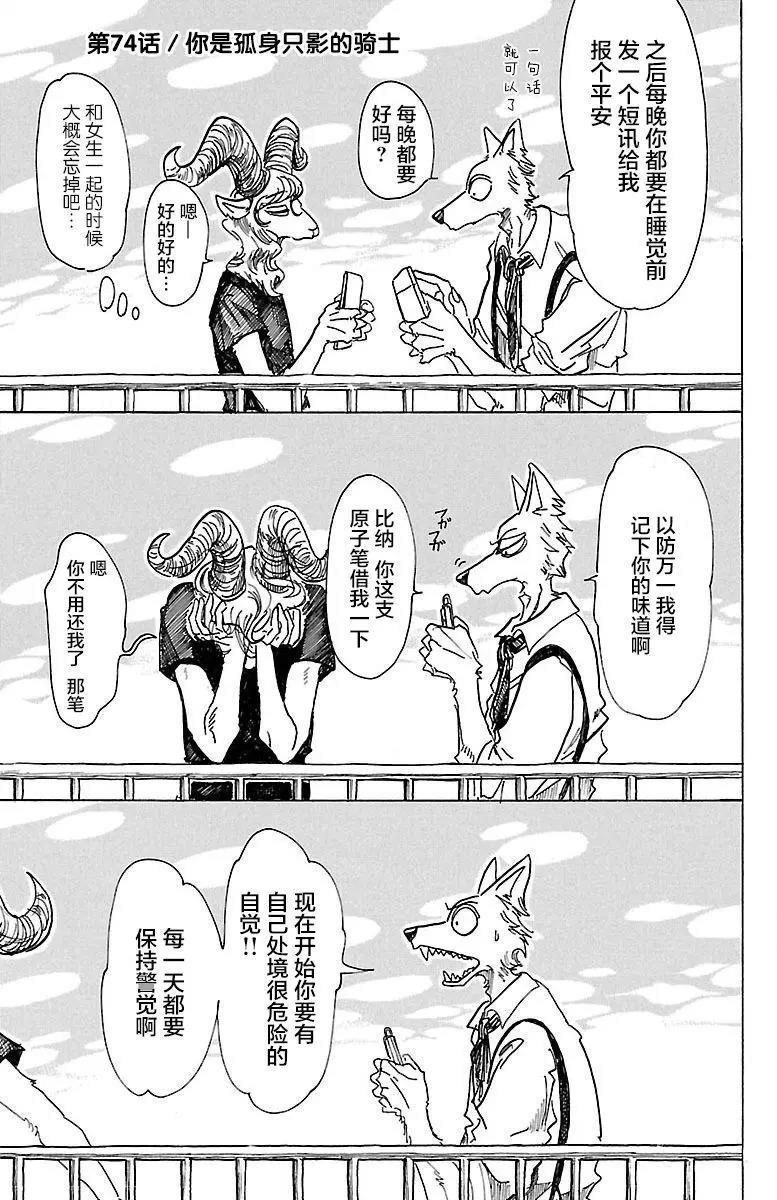 第74话 / 你是孤身只影的骑士
之后每晚你都要在睡觉前
发一个短讯给我
报个平安
一句话
就可以了
每晚都要
好吗？
嗯—
好的好的…
和女生一起的时候
大概会忘掉吧…
以防万一我得
记下你的味道啊
ブガブガ
比纳 你这支
原子笔借我一下
嗯
你不用还我了 那笔
现在开始你要有
自己处境很危险的
自觉!!
每一天都要
保持警觉啊